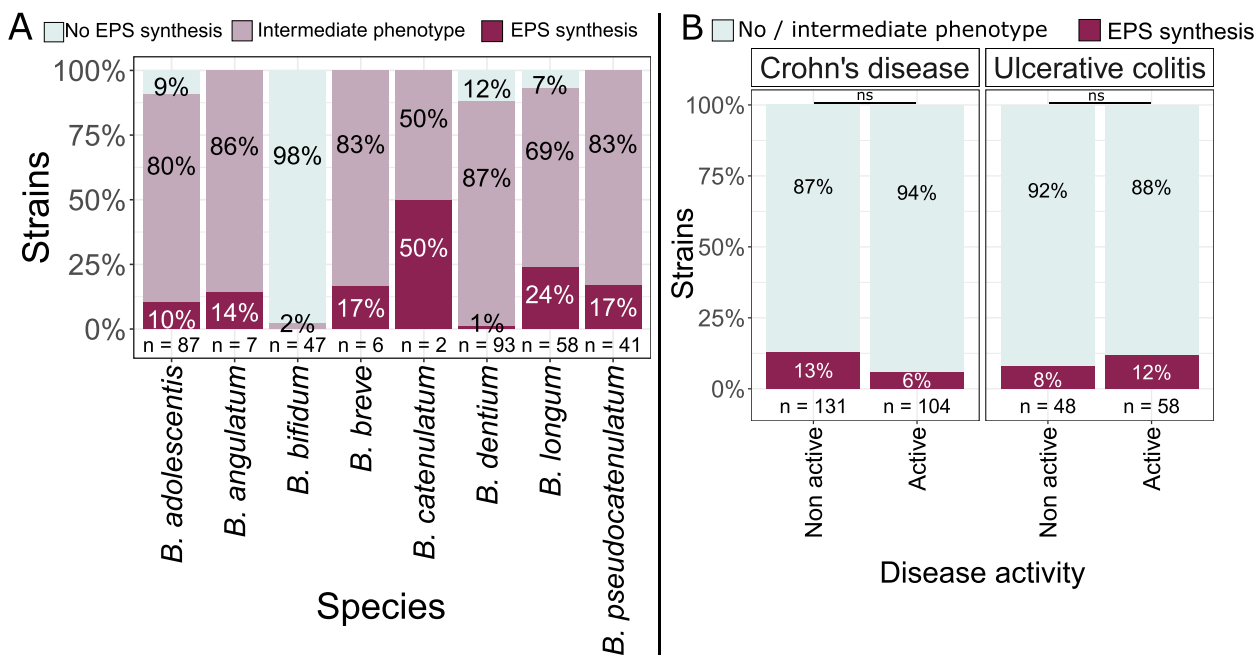 A No EPS synthesis Intermediate phenotype EPS synthesis
100%
75%
50%
25%
0%
Strains
9% 80% 10%
86% 14%
98% 2%
83% 17%
50% 50%
12% 87% 1%
7% 69% 24%
83% 17%
n = 87 n = 7 n = 47 n = 6 n = 2 n = 93 n = 58 n = 41
B. adolescentis
B. angulatum
B. bifidum
B. breve
B. catenulatum
B. dentium
B. longum
B. pseudocatenulatum
Species
B No / intermediate phenotype EPS synthesis
Crohn's disease Ulcerative colitis
ns ns
100%
75%
50%
25%
0%
Strains
87% 94% 92% 88%
13% 6% 8% 12%
n = 131 n = 104 n = 48 n = 58
Non active
Active
Non active
Active
Disease activity